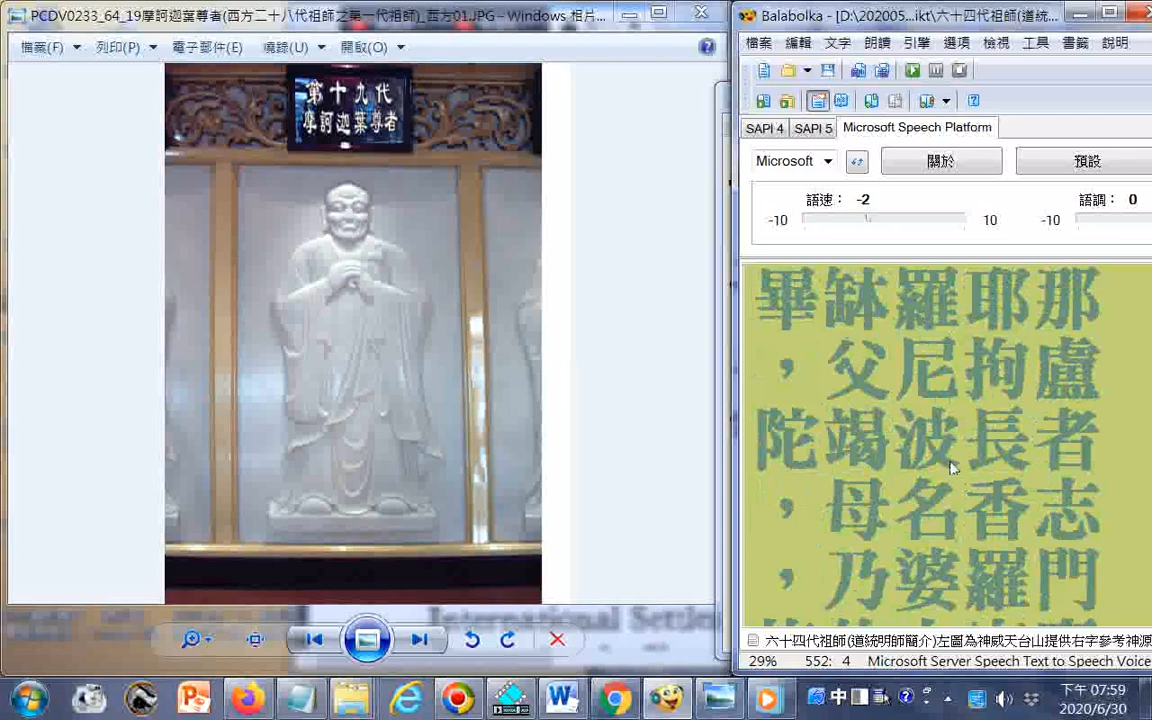 PCDV0233_64_19摩訶迦葉尊者(西方二十八代祖師之第一代祖師)_西方01.JPG - Windows 相片...
檔案(F) 列印(P) 電子郵件(E) 燒錄(U) 開啟(O)
第十九代
摩訶迦葉尊者
International Settle
Balabolka - [D:\202005...ikt\六十四代祖師(道統...
檔案 編輯 文字 朗讀 引擎 選項 檢視 工具 書籤 說明
SAPI 4 SAPI 5 Microsoft Speech Platform
Microsoft 關於 預設
語速： -2 語調： 0
-10 10 -10
畢缽羅耶那
，父尼拘盧
陀竭波長者
，母名香志
，乃婆羅門
六十四代祖師(道統明師簡介)左圖為神威天台山提供右字參考神源
29% 552: 4 Microsoft Server Speech Text to Speech Voice
中
下午 07:59
2020/6/30